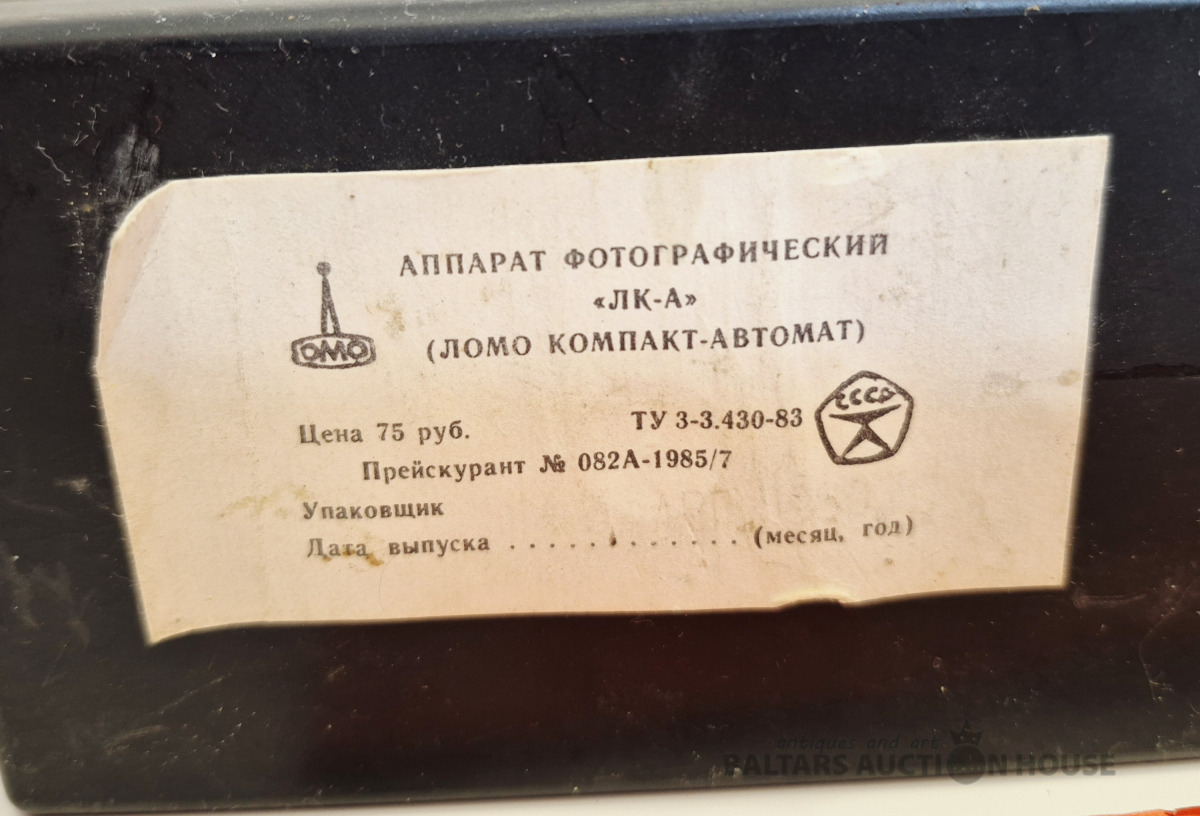 АППАРАТ ФОТОГРАФИЧЕСКИЙ
«ЛК-А»
(ЛОМО КОМПАКТ-АВТОМАТ)
ЛОМО
Цена 75 руб.
ТУ 3-3.430-83
СССР
Прейскурант № 082А-1985/7
Упаковщик
Дата выпуска . . . . . . . . . . . . . (месяц, год)
antiques and art
BALTARS AUCTION HOUSE